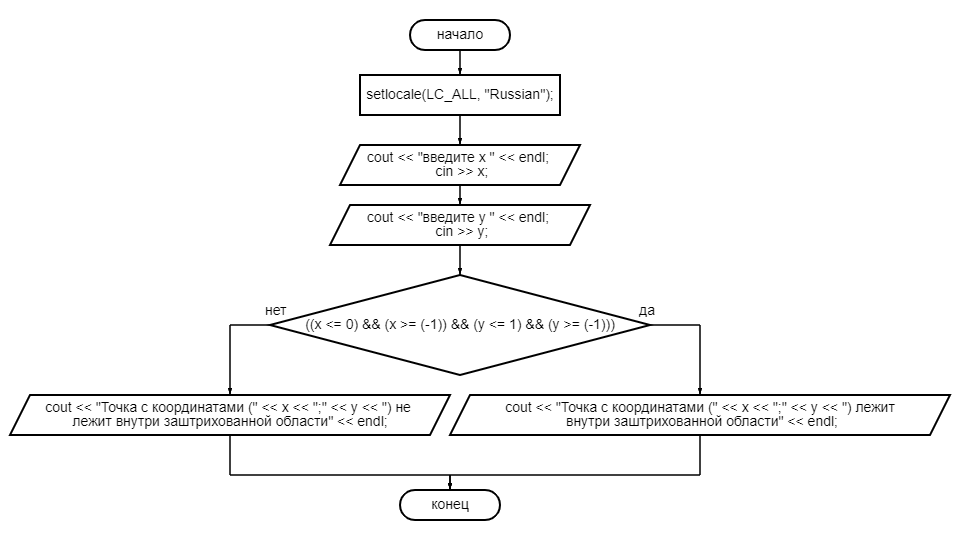 начало
setlocale(LC_ALL, "Russian");
cout << "введите x " << endl;
cin >> x;
cout << "введите y " << endl;
cin >> y;
нет
да
((x <= 0) && (x >= (-1)) && (y <= 1) && (y >= (-1)))
cout << "Точка с координатами (" << x << ";" << y << ") не
лежит внутри заштрихованной области" << endl;
cout << "Точка с координатами (" << x << ";" << y << ") лежит
внутри заштрихованной области" << endl;
конец